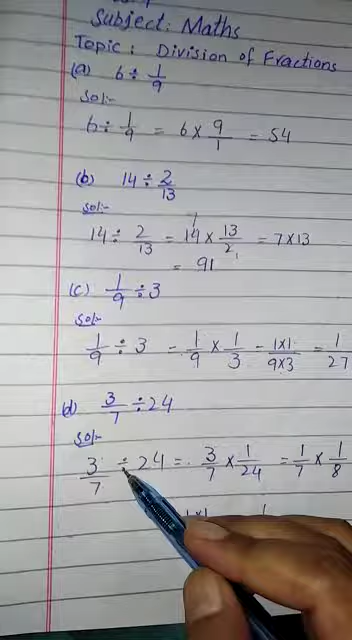 Subject: Maths
Topic: Division of Fractions
(a) 6 ÷ 1/9
Sol:-
6 ÷ 1/9 = 6 × 9/1 = 54
(b) 14 ÷ 2/13
Sol:-
14 ÷ 2/13 = 14 × 13/2 = 7 × 13
= 91
(c) 1/9 ÷ 3
Sol:-
1/9 ÷ 3 = 1/9 × 1/3 = 1×1/9×3 = 1/27
(d) 3/7 ÷ 24
Sol:-
3/7 ÷ 24 = 3/7 × 1/24 = 1/7 × 1/8